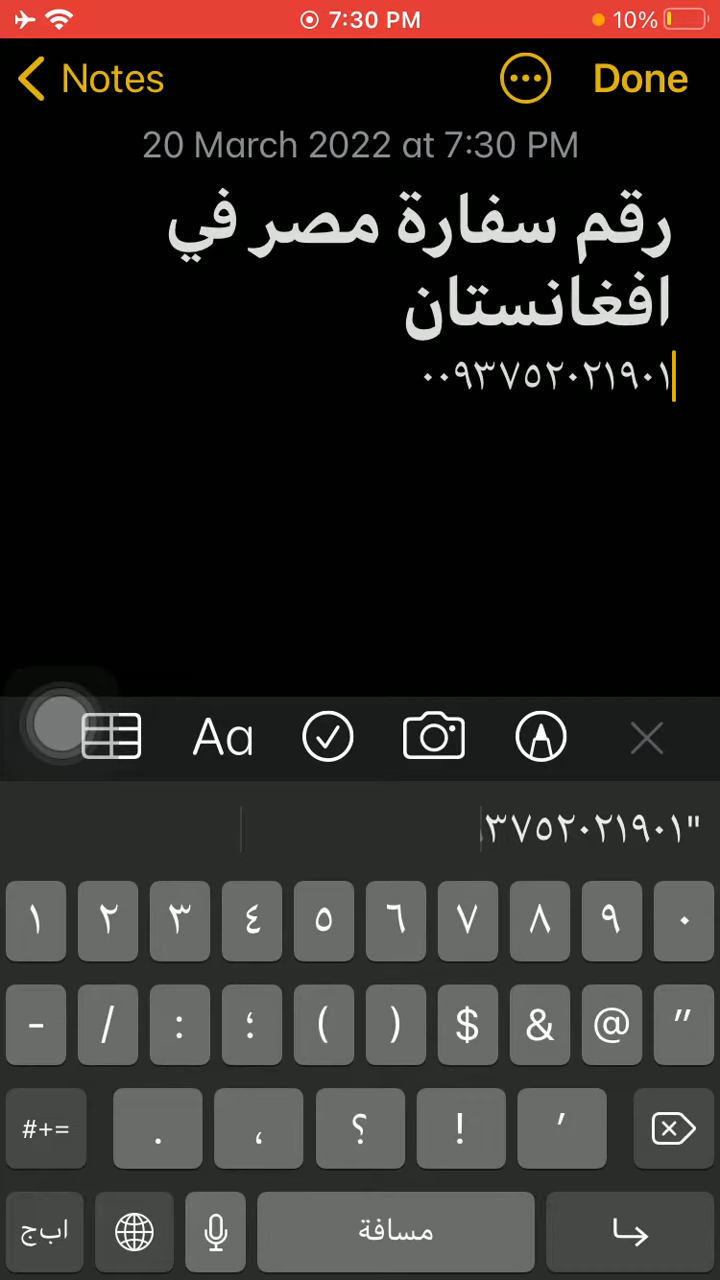 7:30 PM
10%
Notes
Done
20 March 2022 at 7:30 PM
رقم سفارة مصر في
افغانستان
٠٠٩٣٧٥٢٠٢١٩٠١
Aa
٣٧٥٢٠٢١٩٠١"
١ ٢ ٣ ٤ ٥ ٦ ٧ ٨ ٩ ٠
- / : ؛ ( ) $ & @ "
#+= . ، ؟ ! '
اب‌ج مسافة